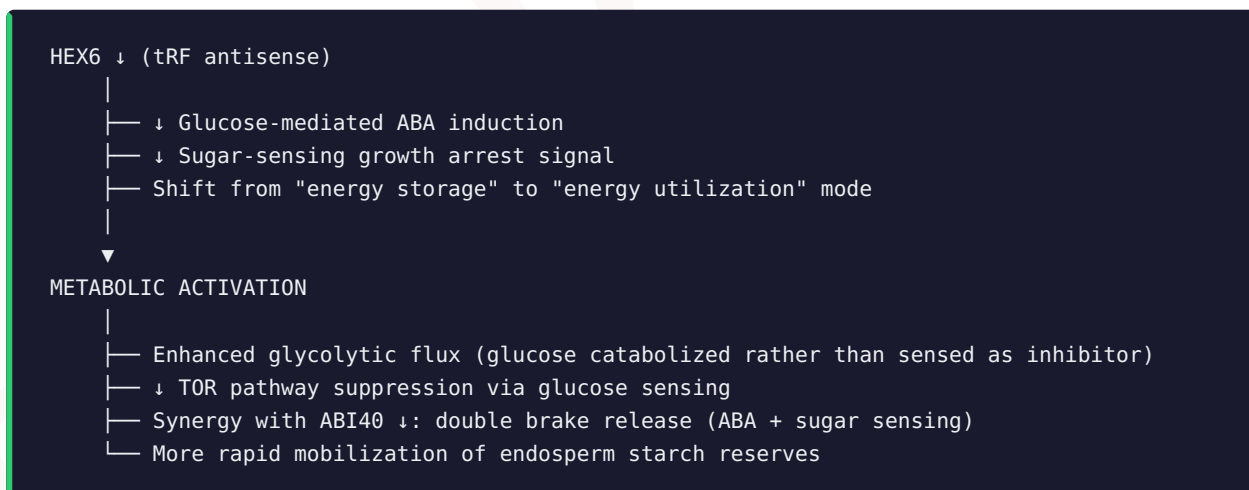 HEX6 ↓ (tRF antisense)
│
├── ↓ Glucose-mediated ABA induction
├── ↓ Sugar-sensing growth arrest signal
├── Shift from "energy storage" to "energy utilization" mode
│
▼
METABOLIC ACTIVATION
│
├── Enhanced glycolytic flux (glucose catabolized rather than sensed as inhibitor)
├── ↓ TOR pathway suppression via glucose sensing
├── Synergy with ABI40 ↓: double brake release (ABA + sugar sensing)
└── More rapid mobilization of endosperm starch reserves